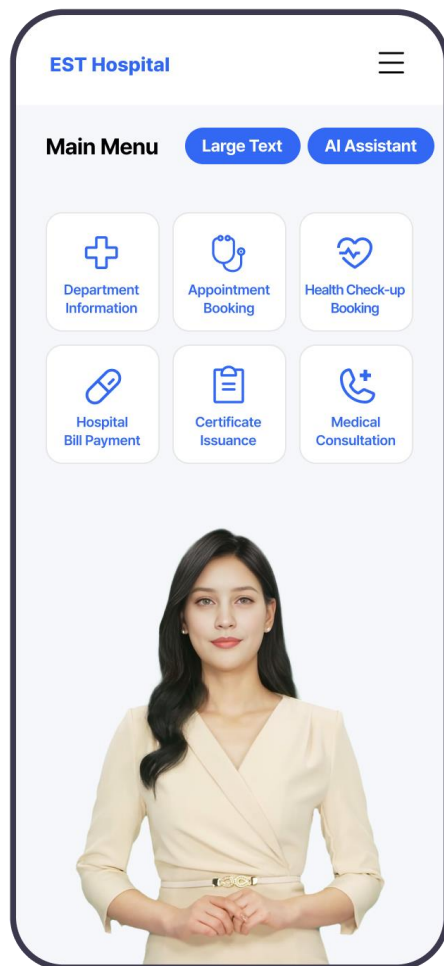 EST Hospital
Main Menu
Large Text
AI Assistant
Department
Information
Appointment
Booking
Health Check-up
Booking
Hospital
Bill Payment
Certificate
Issuance
Medical
Consultation